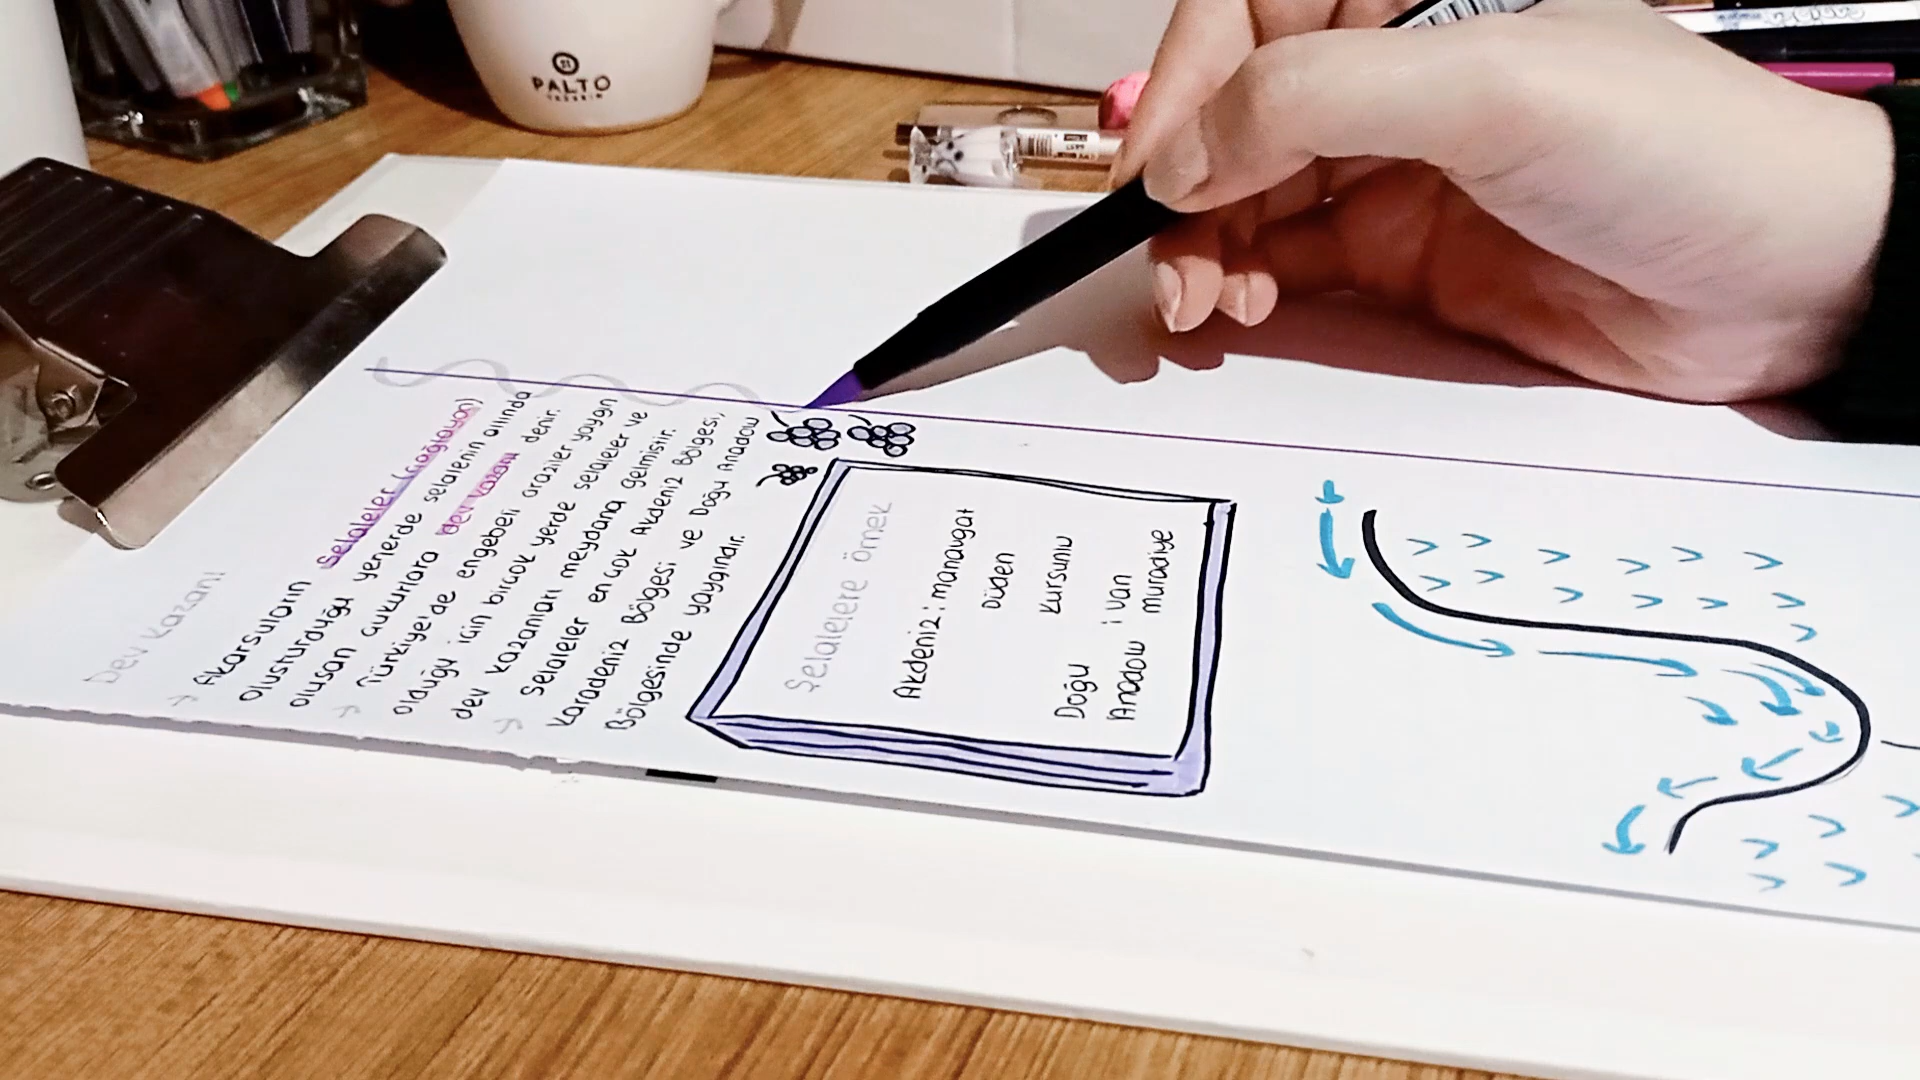 PALTO
TASARIM
Dev Kazanı
→ Akarsuların şelaleler (çağlayan)
oluşturduğu yerlerde şelalenin altında
oluşan çukurlara dev kazanı denir.
→ Türkiye'de engebeli araziler yaygın
olduğu için birçok yerde şelaleler ve
dev kazanları meydana gelmiştir.
→ Şelaleler en çok Akdeniz Bölgesi,
Karadeniz Bölgesi ve Doğu Anadolu
Bölgesinde yaygındır.
Şelalelere örnek
Akdeniz: manavgat
Düden
Kurşunlu
Doğu
Anadolu : Van
muradiye